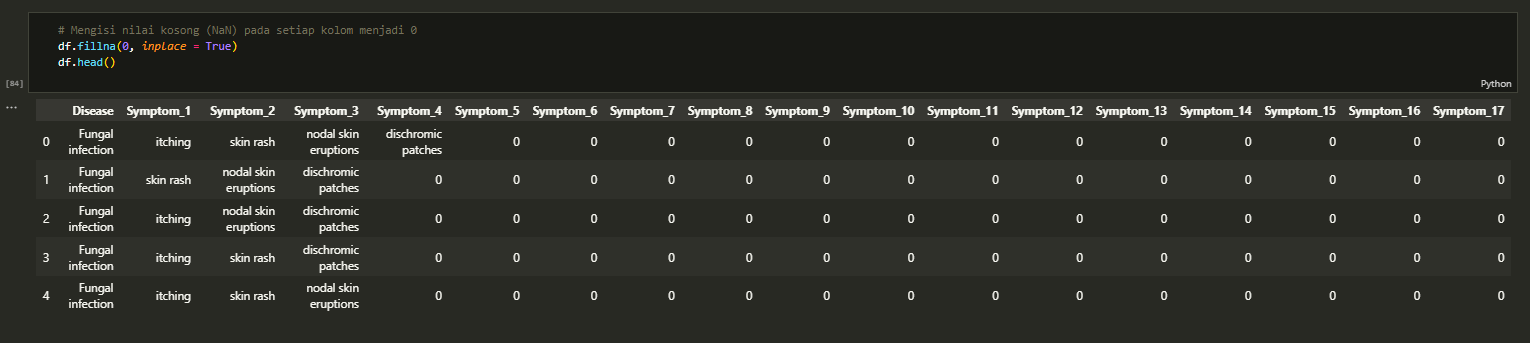 # Mengisi nilai kosong (NaN) pada setiap kolom menjadi 0
df.fillna(0, inplace = True)
df.head()
[84]
Python
...
Disease Symptom_1 Symptom_2 Symptom_3 Symptom_4 Symptom_5 Symptom_6 Symptom_7 Symptom_8 Symptom_9 Symptom_10 Symptom_11 Symptom_12 Symptom_13 Symptom_14 Symptom_15 Symptom_16 Symptom_17
0 Fungal infection itching skin rash nodal skin eruptions dischromic patches 0 0 0 0 0 0 0 0 0 0 0 0 0
1 Fungal infection skin rash nodal skin eruptions dischromic patches 0 0 0 0 0 0 0 0 0 0 0 0 0 0
2 Fungal infection itching nodal skin eruptions dischromic patches 0 0 0 0 0 0 0 0 0 0 0 0 0 0
3 Fungal infection itching skin rash dischromic patches 0 0 0 0 0 0 0 0 0 0 0 0 0 0
4 Fungal infection itching skin rash nodal skin eruptions 0 0 0 0 0 0 0 0 0 0 0 0 0 0